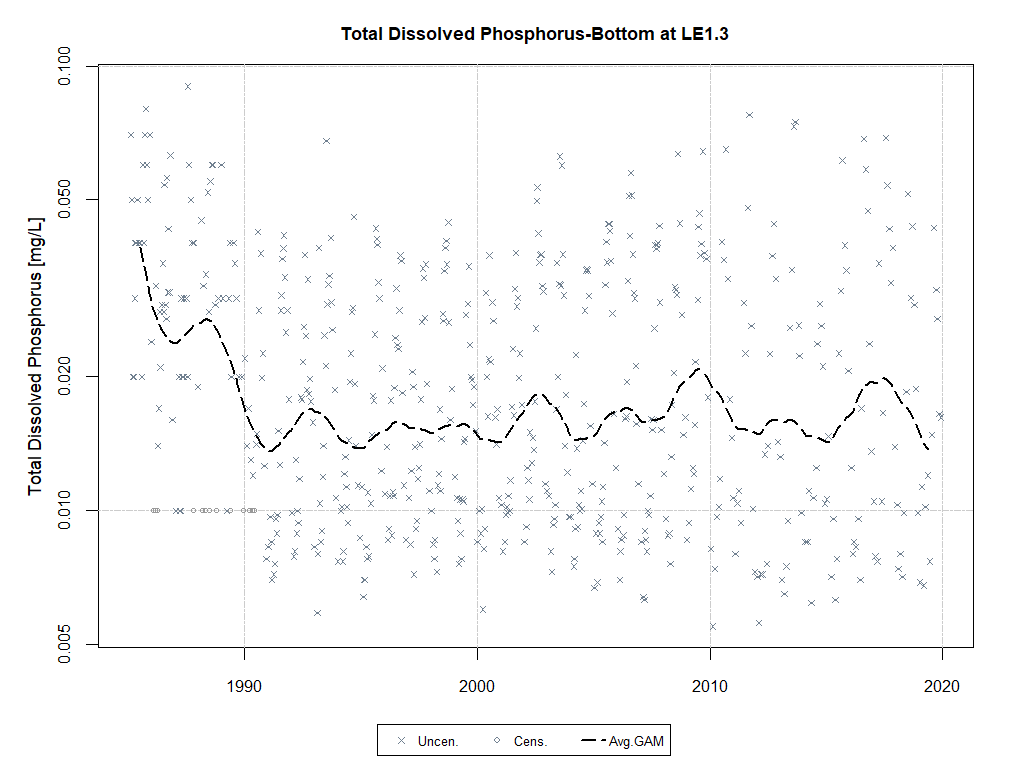 Total Dissolved Phosphorus-Bottom at LE1.3
Total Dissolved Phosphorus [mg/L]
0.100
0.050
0.020
0.010
0.005
1990 2000 2010 2020
Uncen. Cens. Avg.GAM